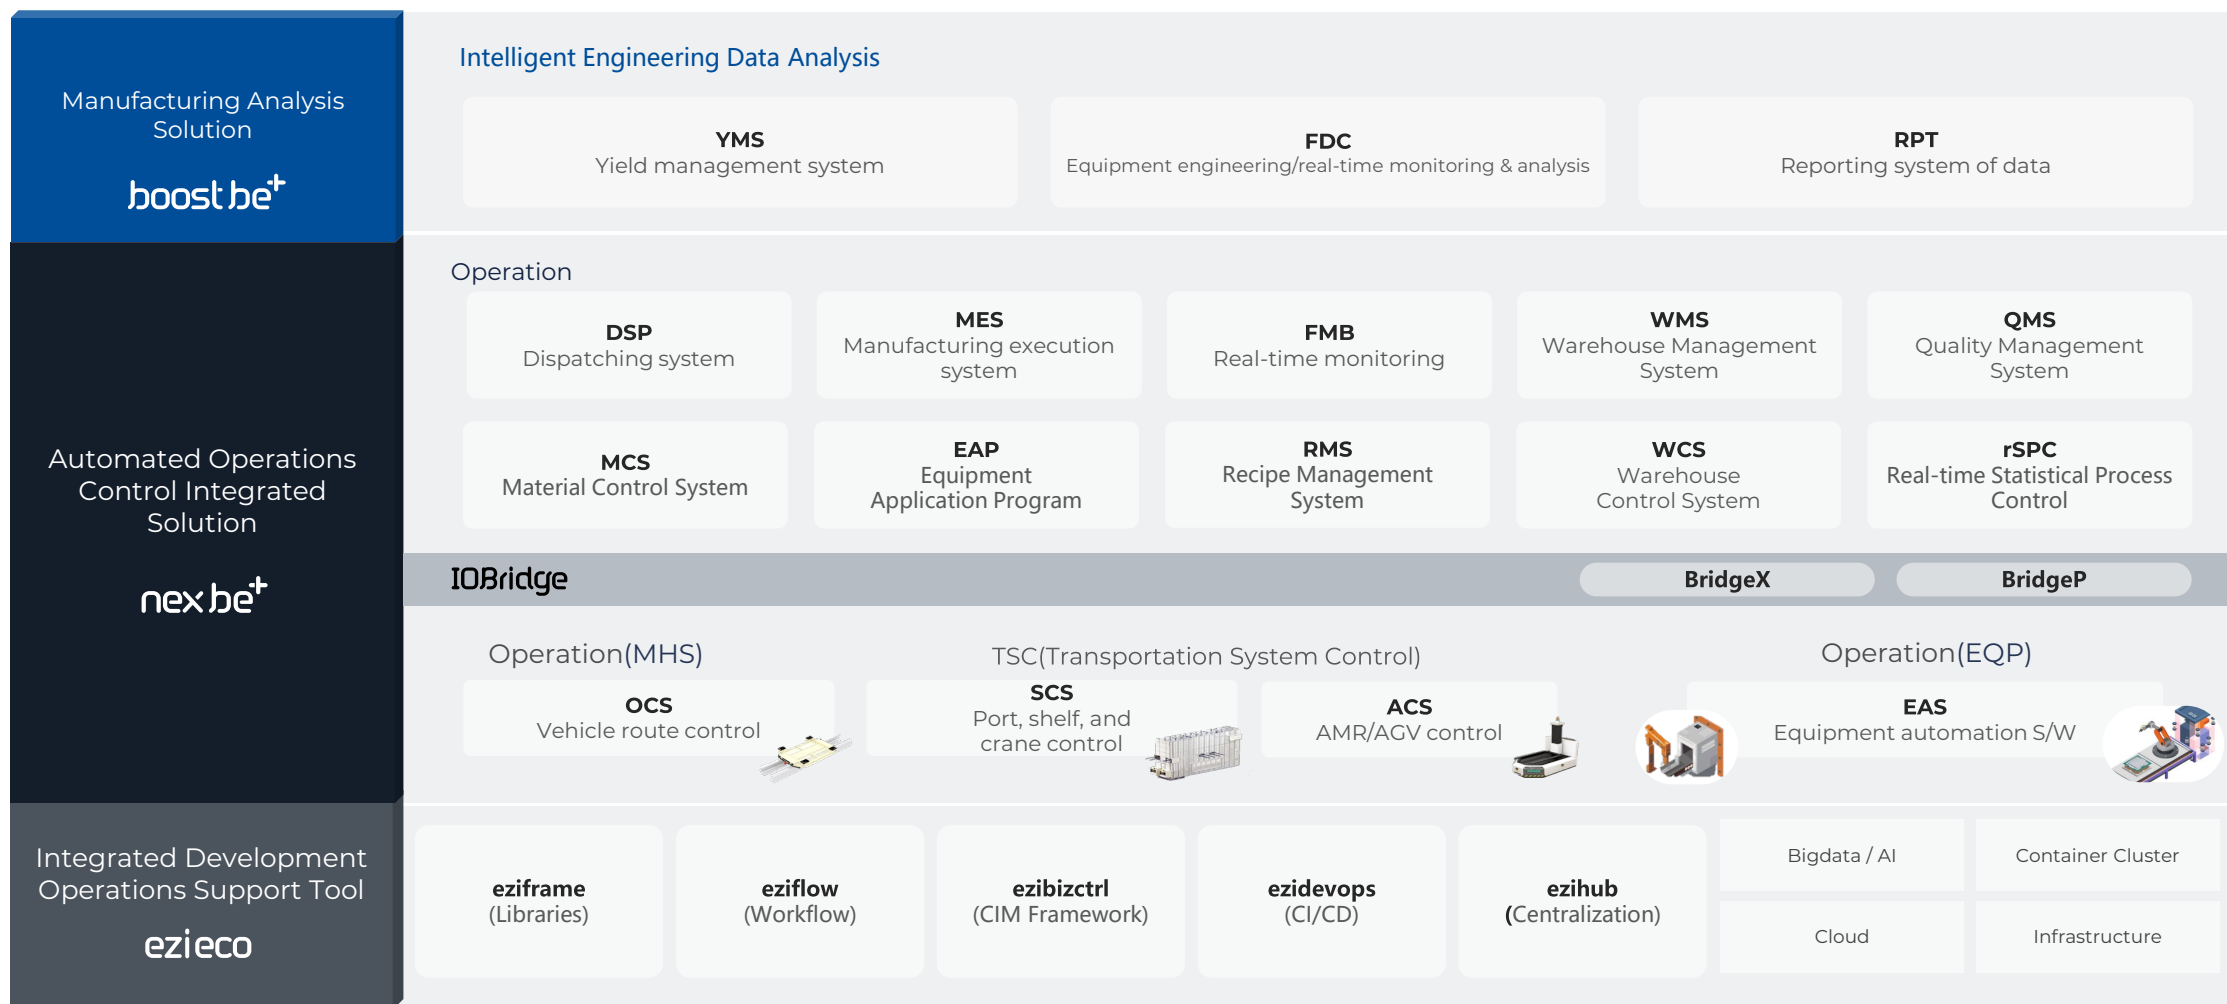 Manufacturing Analysis
Solution
boost be+
Intelligent Engineering Data Analysis
YMS
Yield management system
FDC
Equipment engineering/real-time monitoring & analysis
RPT
Reporting system of data
Automated Operations
Control Integrated
Solution
nex be+
Operation
DSP
Dispatching system
MES
Manufacturing execution
system
FMB
Real-time monitoring
WMS
Warehouse Management
System
QMS
Quality Management
System
MCS
Material Control System
EAP
Equipment
Application Program
RMS
Recipe Management
System
WCS
Warehouse
Control System
rSPC
Real-time Statistical Process
Control
IOBridge
BridgeX
BridgeP
Operation(MHS)
TSC(Transportation System Control)
Operation(EQP)
OCS
Vehicle route control
SCS
Port, shelf, and
crane control
ACS
AMR/AGV control
EAS
Equipment automation S/W
Integrated Development
Operations Support Tool
ezieco
eziframe
(Libraries)
eziflow
(Workflow)
ezibizctrl
(CIM Framework)
ezidevops
(CI/CD)
ezihub
(Centralization)
Bigdata / AI
Container Cluster
Cloud
Infrastructure